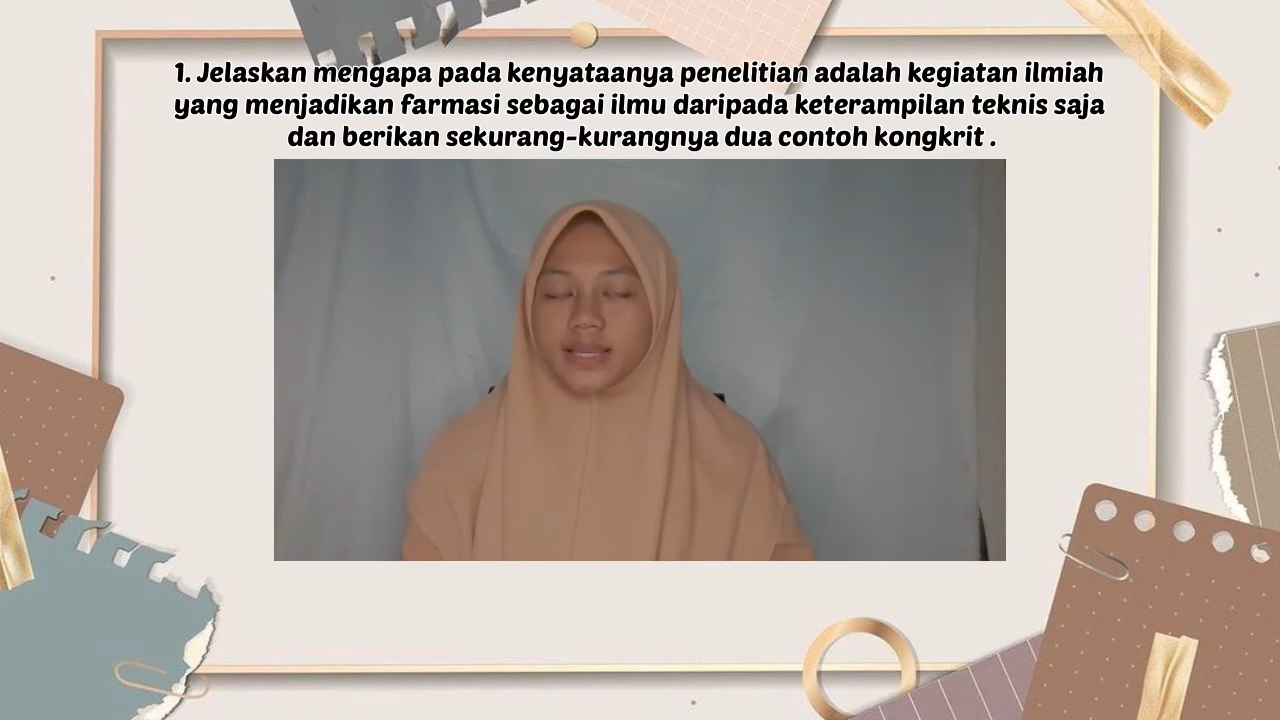 1. Jelaskan mengapa pada kenyataanya penelitian adalah kegiatan ilmiah
yang menjadikan farmasi sebagai ilmu daripada keterampilan teknis saja
dan berikan sekurang-kurangnya dua contoh kongkrit .